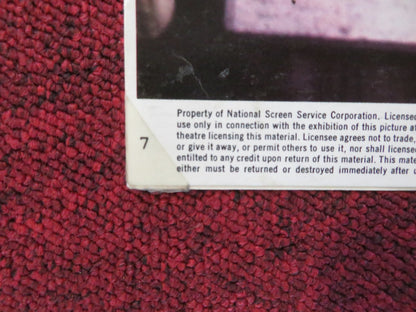 Property of National Screen Service Corporation. Licensed
use only in connection with the exhibition of this picture at
theatre licensing this material. Licensee agrees not to trade,
or give it away, or permit others to use it, nor shall licensee
entilted to any credit upon return of this material. This mate
either must be returned or destroyed immediately after u
7